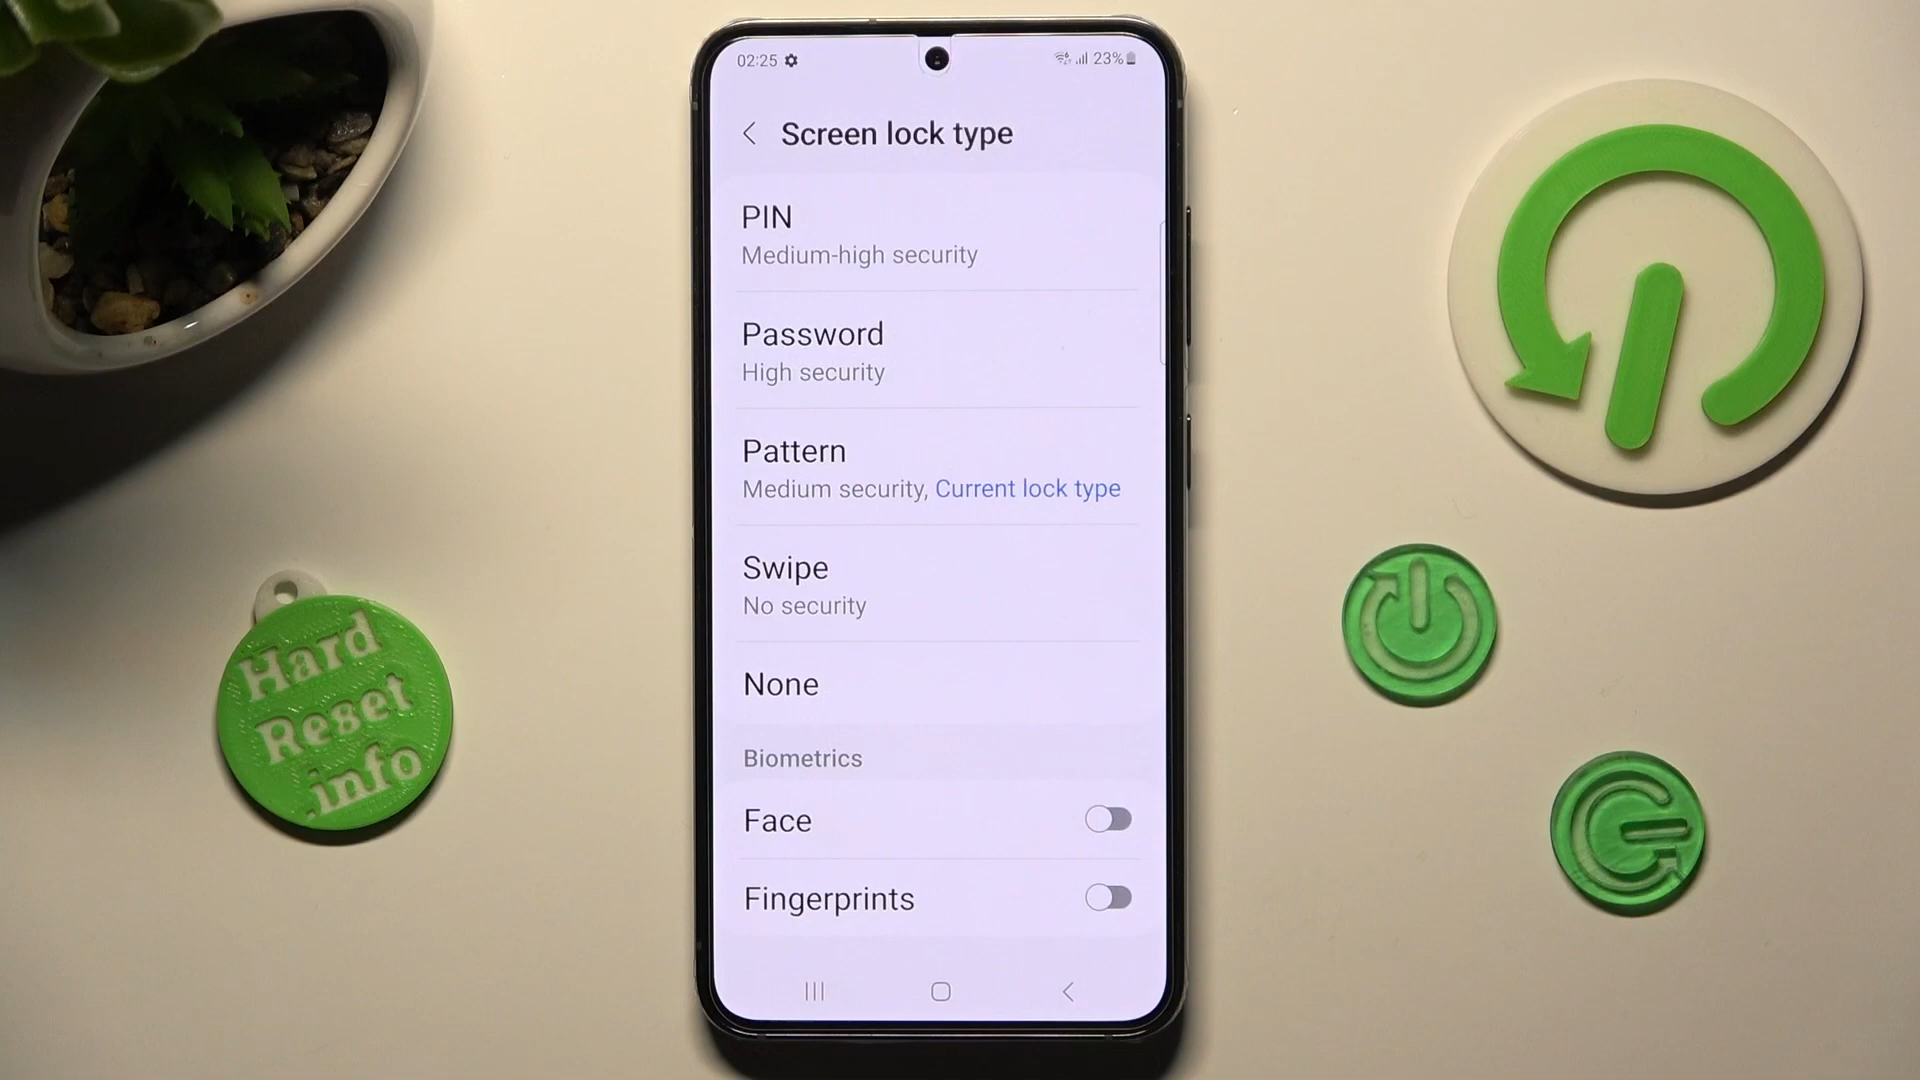 02:25
23%
Screen lock type
PIN
Medium-high security
Password
High security
Pattern
Medium security, Current lock type
Swipe
No security
None
Biometrics
Face
Fingerprints
Hard
Reset
.info